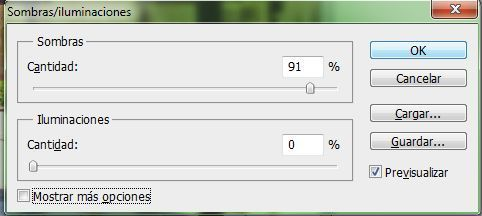 Sombras/iluminaciones
Sombras
Cantidad: 91 %
Iluminaciones
Cantidad: 0 %
Mostrar más opciones
OK
Cancelar
Cargar...
Guardar...
Previsualizar